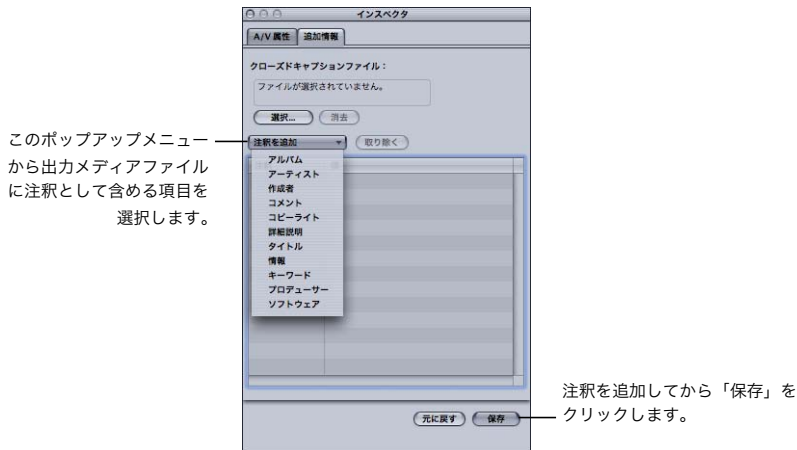 インスペクタ
A/V 属性 追加情報
クローズドキャプションファイル：
ファイルが選択されていません。
選択... 消去
注釈を追加 取り除く
アルバム
アーティスト
作成者
コメント
コピーライト
詳細説明
タイトル
情報
キーワード
プロデューサー
ソフトウェア
元に戻す 保存
このポップアップメニュー
から出力メディアファイル
に注釈として含める項目を
選択します。
注釈を追加してから「保存」を
クリックします。